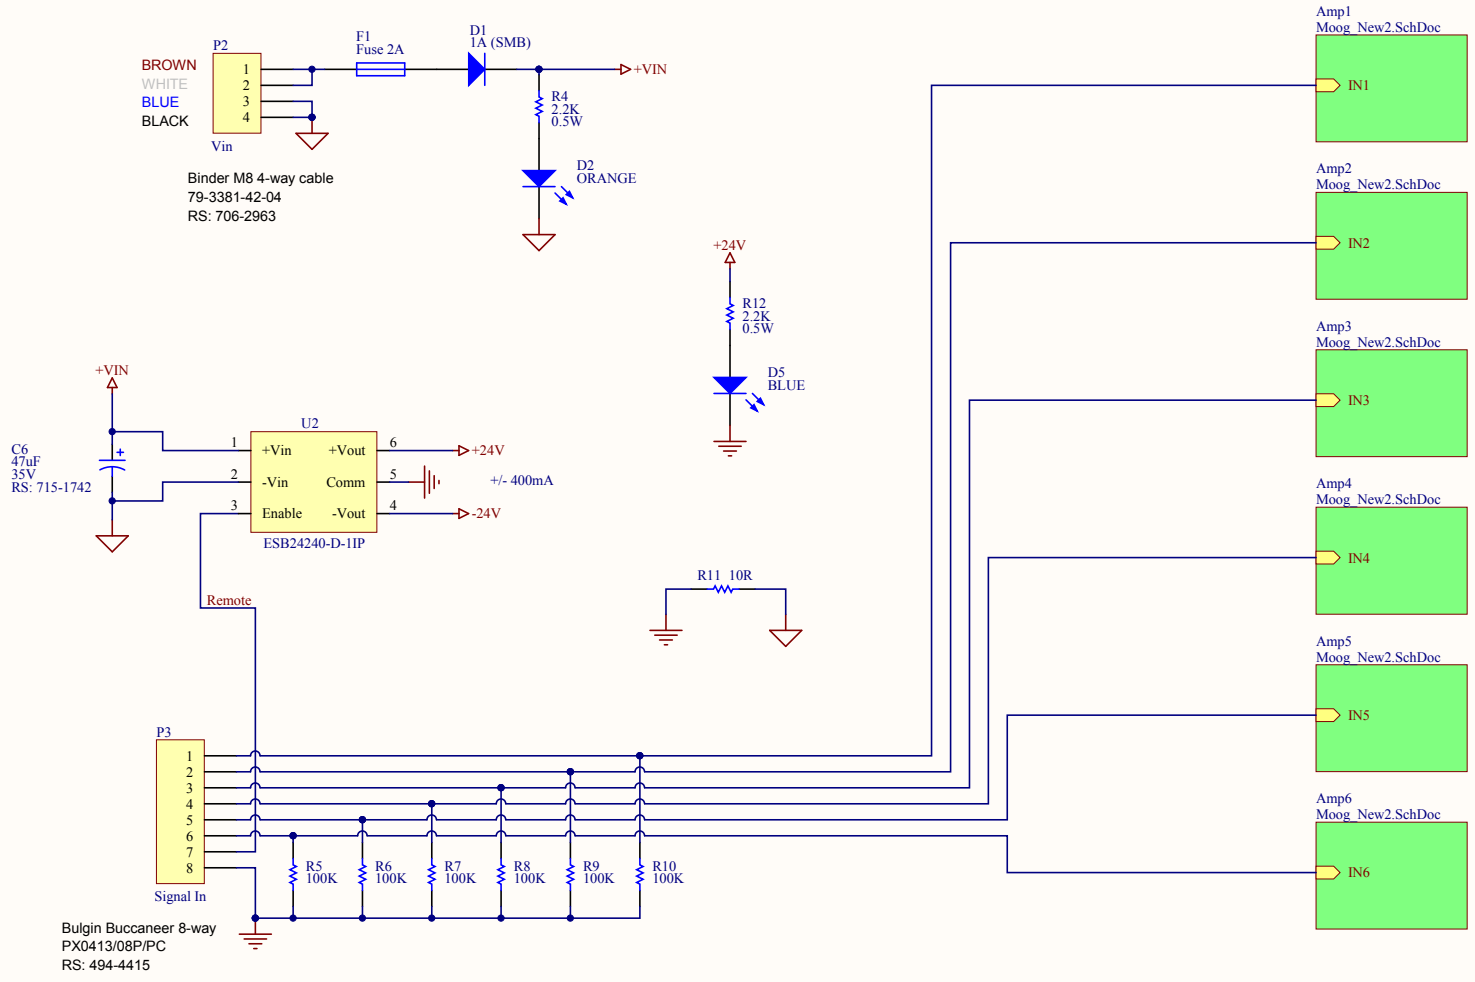 P2
BROWN
WHITE
BLUE
BLACK
1
2
3
4
Vin
Binder M8 4-way cable
79-3381-42-04
RS: 706-2963
F1
Fuse 2A
D1
1A (SMB)
+VIN
R4
2.2K
0.5W
D2
ORANGE
+24V
R12
2.2K
0.5W
D5
BLUE
+VIN
C6
47uF
35V
RS: 715-1742
U2
1
2
3
+Vin
-Vin
Enable
+Vout
Comm
-Vout
6
5
4
ESB24240-D-1IP
+24V
-24V
+/- 400mA
Remote
R11 10R
P3
1
2
3
4
5
6
7
8
Signal In
Bulgin Buccaneer 8-way
PX0413/08P/PC
RS: 494-4415
R5
100K
R6
100K
R7
100K
R8
100K
R9
100K
R10
100K
Amp1
Moog_New2.SchDoc
IN1
Amp2
Moog_New2.SchDoc
IN2
Amp3
Moog_New2.SchDoc
IN3
Amp4
Moog_New2.SchDoc
IN4
Amp5
Moog_New2.SchDoc
IN5
Amp6
Moog_New2.SchDoc
IN6